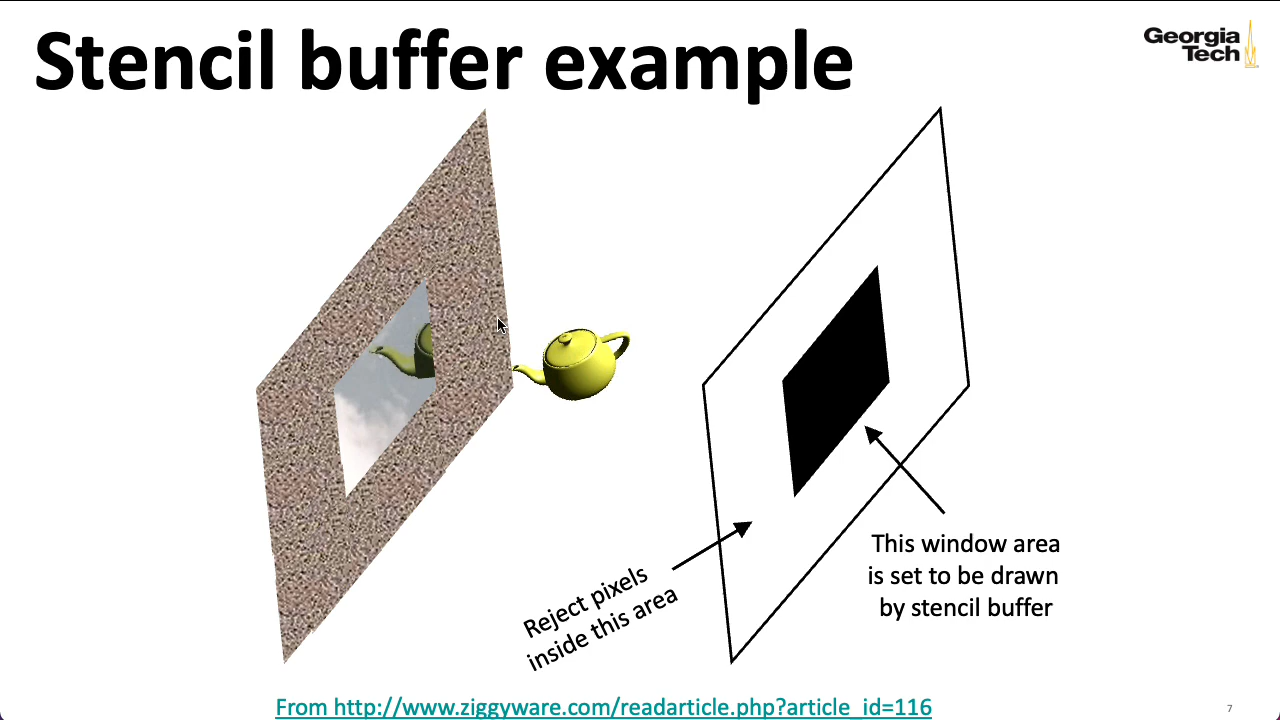 Stencil buffer example
Georgia
Tech
Reject pixels
inside this area
This window area
is set to be drawn
by stencil buffer
From http://www.ziggyware.com/readarticle.php?article_id=116
7